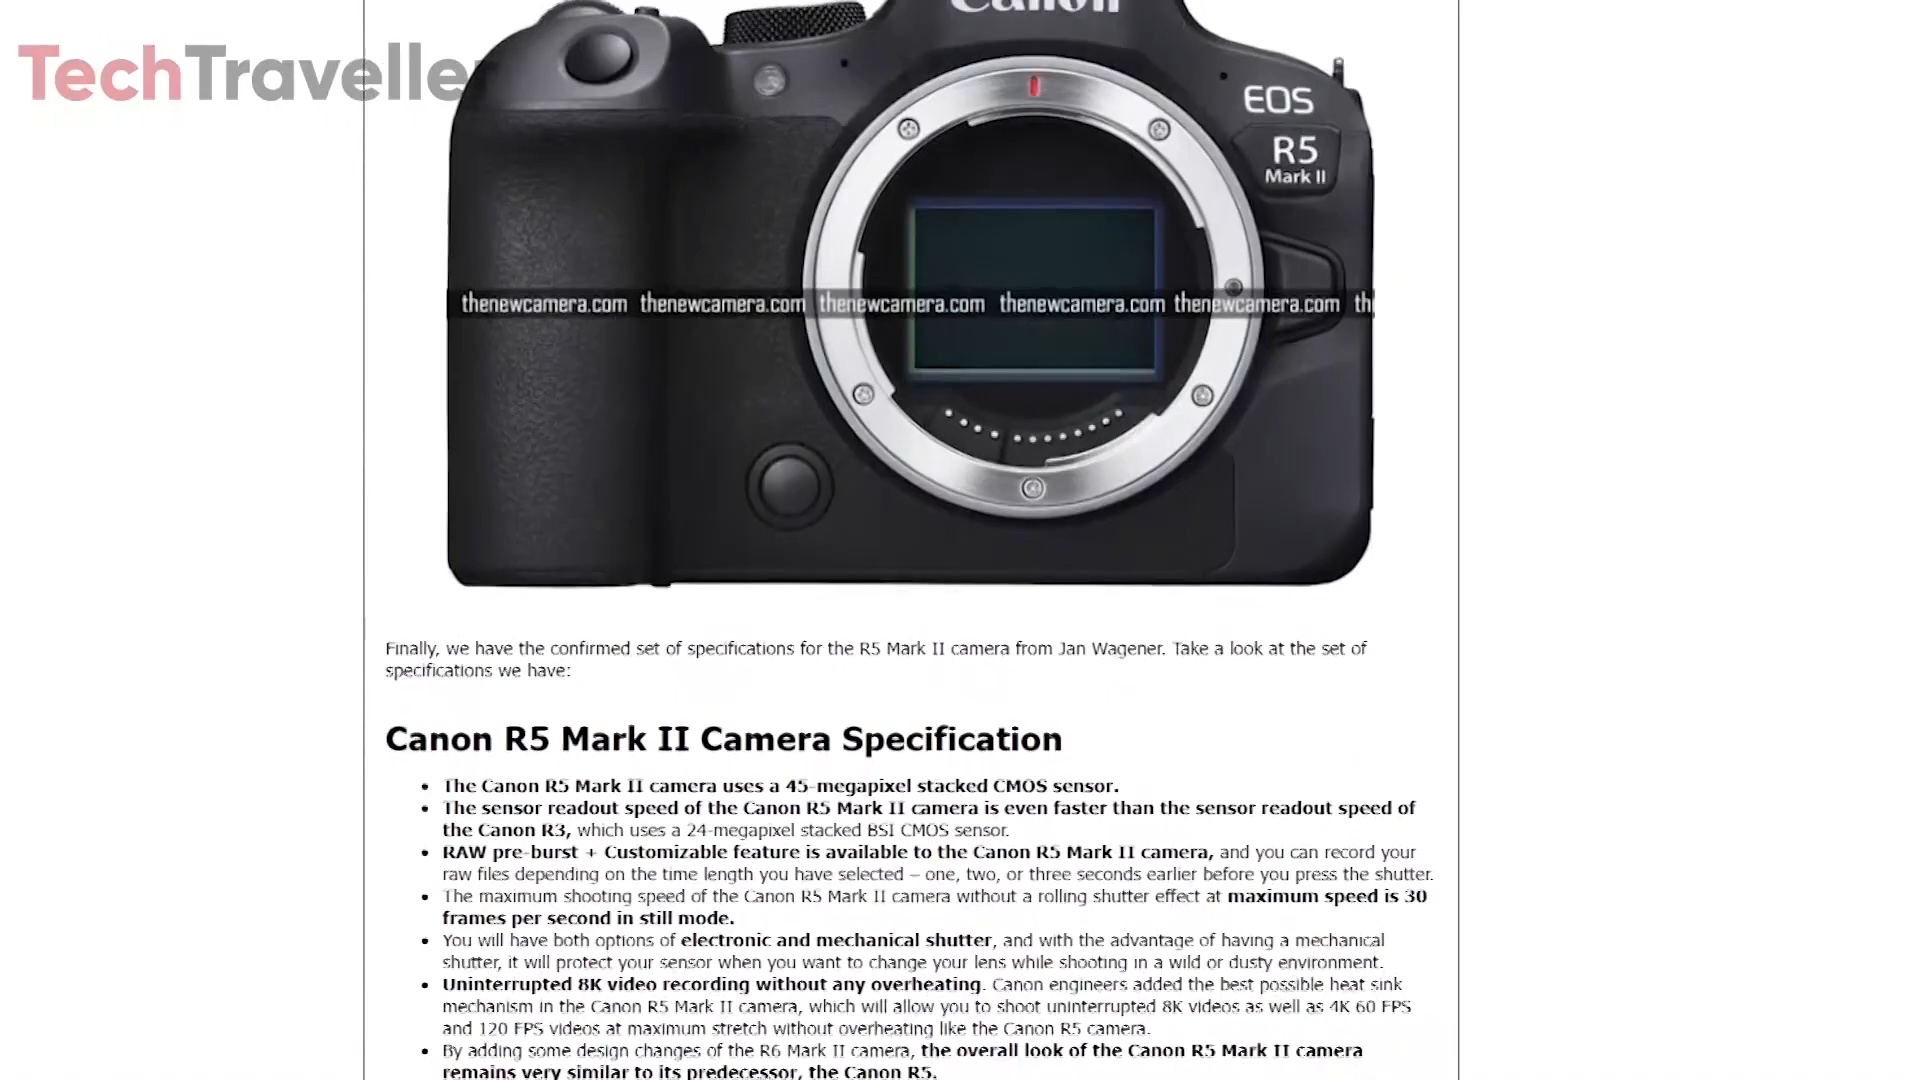 Canon
TechTraveller
EOS
R5
Mark II
thenewcamera.com thenewcamera.com thenewcamera.com thenewcamera.com thenewcamera.com th
Finally, we have the confirmed set of specifications for the R5 Mark II camera from Jan Wagener. Take a look at the set of
specifications we have:
Canon R5 Mark II Camera Specification
• The Canon R5 Mark II camera uses a 45-megapixel stacked CMOS sensor.
• The sensor readout speed of the Canon R5 Mark II camera is even faster than the sensor readout speed of
the Canon R3, which uses a 24-megapixel stacked BSI CMOS sensor.
• RAW pre-burst + Customizable feature is available to the Canon R5 Mark II camera, and you can record your
raw files depending on the time length you have selected – one, two, or three seconds earlier before you press the shutter.
• The maximum shooting speed of the Canon R5 Mark II camera without a rolling shutter effect at maximum speed is 30
frames per second in still mode.
• You will have both options of electronic and mechanical shutter, and with the advantage of having a mechanical
shutter, it will protect your sensor when you want to change your lens while shooting in a wild or dusty environment.
• Uninterrupted 8K video recording without any overheating. Canon engineers added the best possible heat sink
mechanism in the Canon R5 Mark II camera, which will allow you to shoot uninterrupted 8K videos as well as 4K 60 FPS
and 120 FPS videos at maximum stretch without overheating like the Canon R5 camera.
• By adding some design changes of the R6 Mark II camera, the overall look of the Canon R5 Mark II camera
remains very similar to its predecessor, the Canon R5.